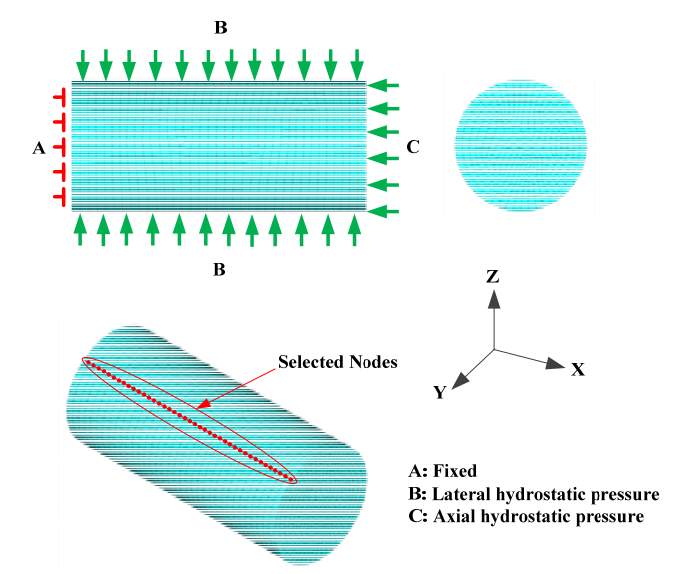 B
A
C
B
Z
X
Y
Selected Nodes
A: Fixed
B: Lateral hydrostatic pressure
C: Axial hydrostatic pressure